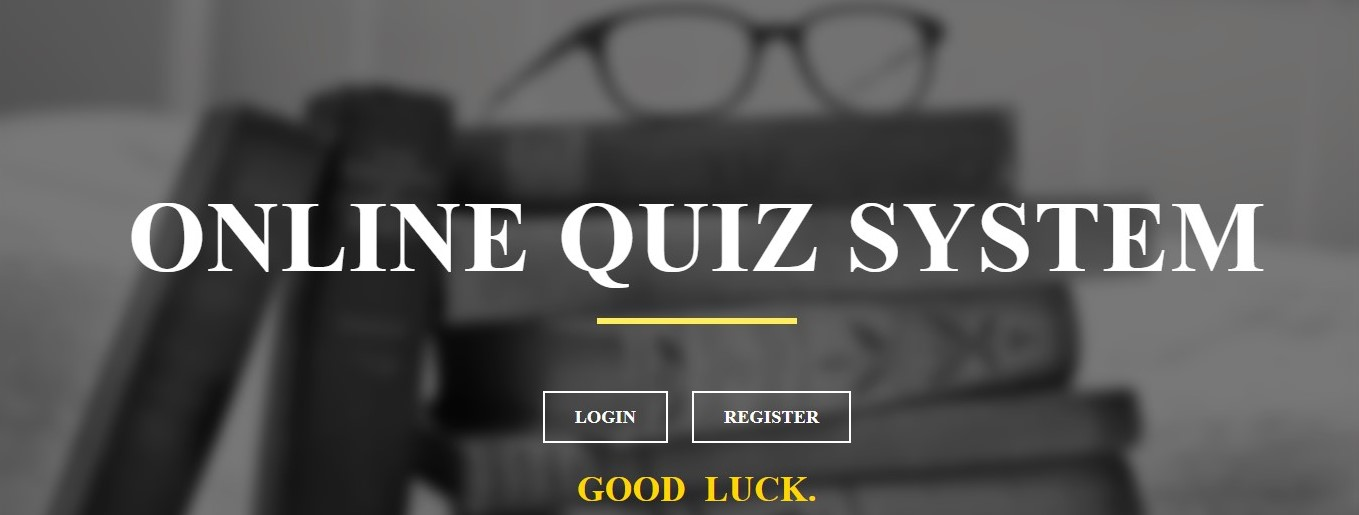 ONLINE QUIZ SYSTEM
LOGIN REGISTER
GOOD LUCK.